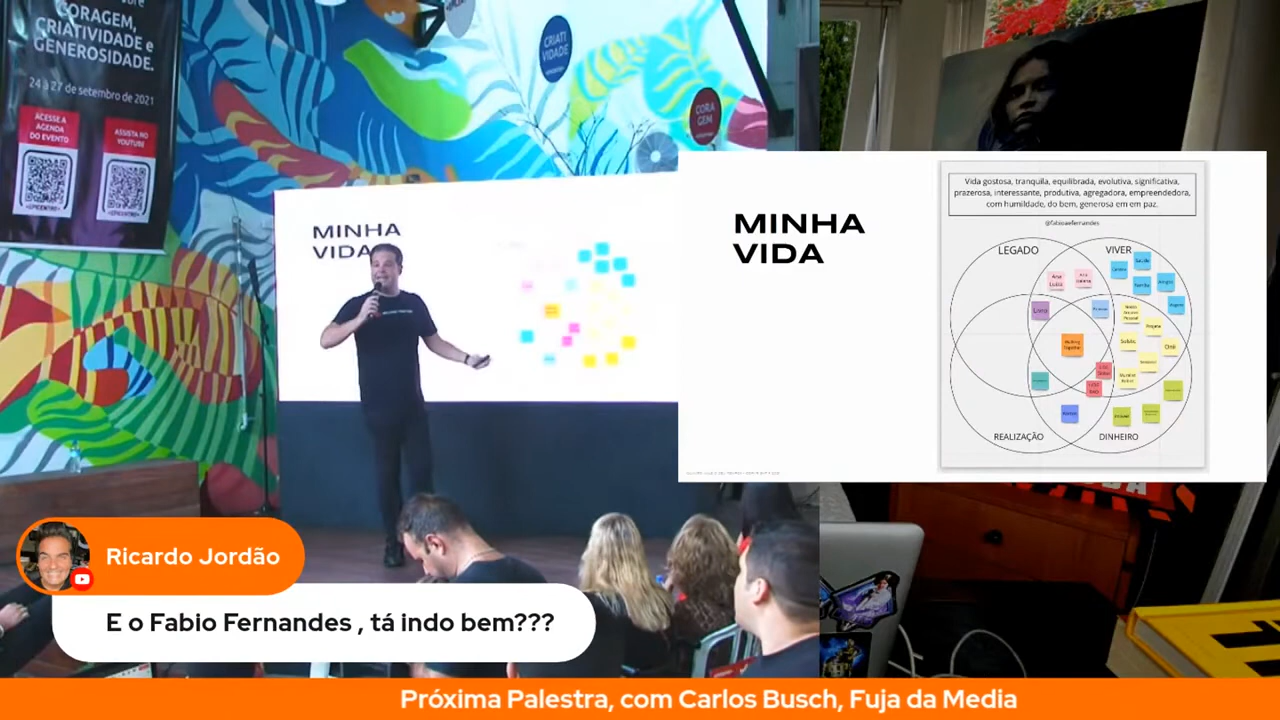 CORAGEM,
CRIATIVIDADE e
GENEROSIDADE.
24 a 27 de setembro de 2021
ACESSE A
AGENDA
DO EVENTO
ASSISTA NO
YOUTUBE
CRIATI
VIDADE
CORA
GEM
MINHA
VIDA
MINHA
VIDA
Vida gostosa, tranquila, equilibrada, evolutiva, significativa,
prazerosa, interessante, produtiva, agregadora, empreendedora,
com humildade, do bem, generosa em em paz.
@fabioaefernandes
LEGADO
VIVER
Ana
Livro
REALIZAÇÃO
DINHEIRO
Ricardo Jordão
E o Fabio Fernandes , tá indo bem???
Próxima Palestra, com Carlos Busch, Fuja da Media